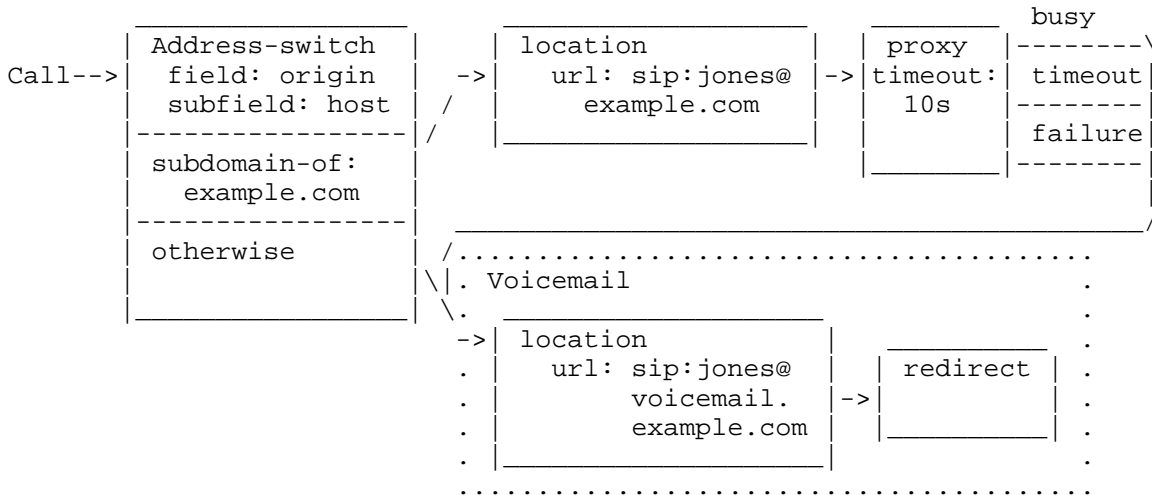 busy
Address-switch location proxy
Call--> field: origin -> url: sip:jones@ -> timeout: timeout
subfield: host example.com 10s
failure
subdomain-of:
example.com
otherwise
Voicemail
-> location
url: sip:jones@ redirect
voicemail. ->
example.com